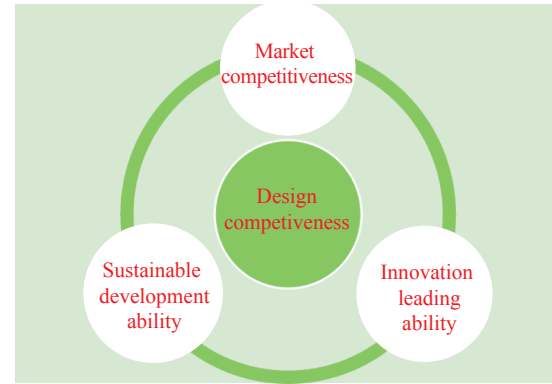 Market
competitiveness
Design
competiveness
Sustainable
development
ability
Innovation
leading
ability